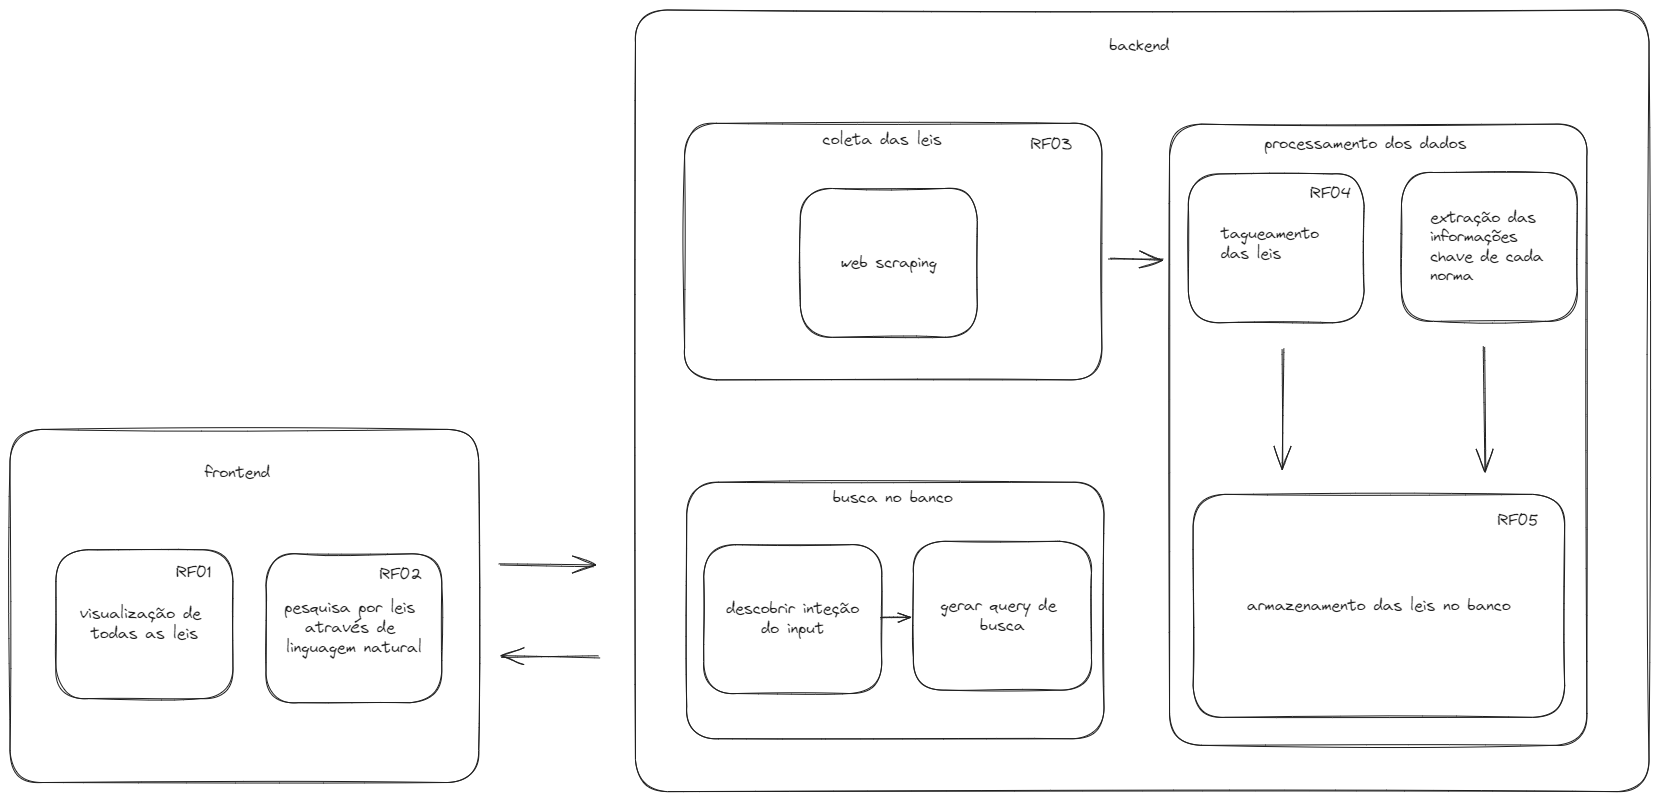 backend
coleta das leis
RF03
web scraping
processamento dos dados
RF04
tagueamento
das leis
extração das
informações
chave de cada
norma
RF05
armazenamento das leis no banco
busca no banco
descobrir inteção
do input
gerar query de
busca
frontend
RF01
visualização de
todas as leis
RF02
pesquisa por leis
através de
linguagem natural